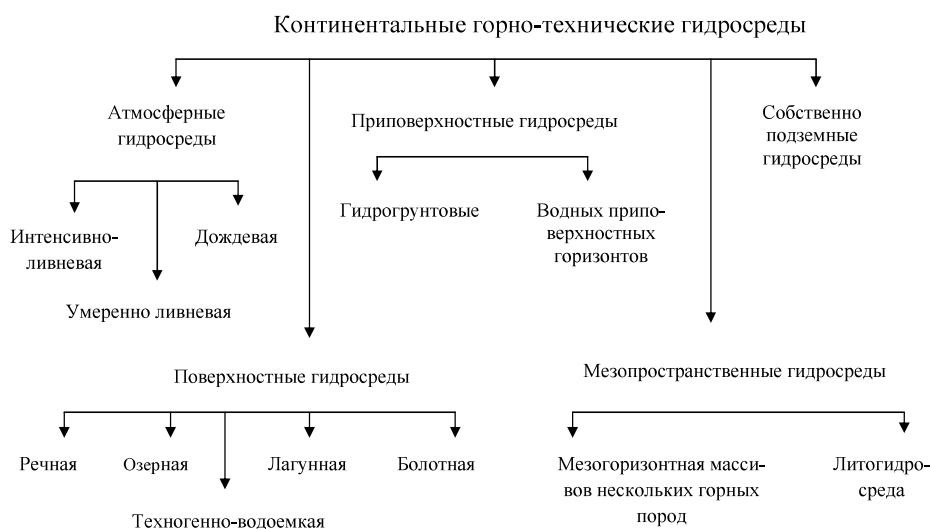 Континентальные горно-технические гидросреды
Атмосферные
гидросреды
Приповерхностные гидросреды
Собственно
подземные
гидросреды
Интенсивно-
ливневая
Дождевая
Умеренно ливневая
Гидрогрунтовые
Водных припо-
верхностных
горизонтов
Поверхностные гидросреды
Мезопространственные гидросреды
Речная
Озерная
Лагунная
Болотная
Техногенно-водоемкая
Мезогоризонтная масси-
вов нескольких горных
пород
Литогидро-
среда